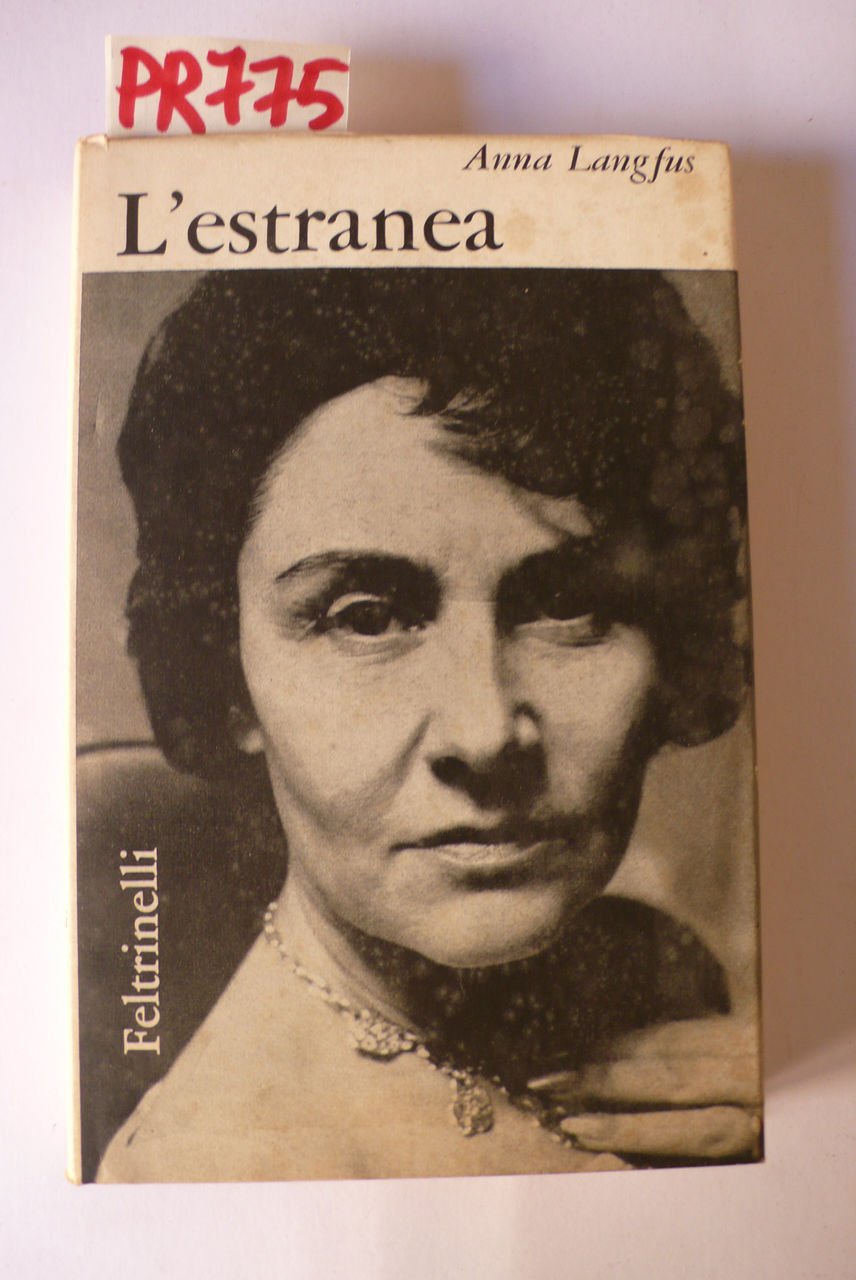 PR775
Anna Langfus
L'estranea
Feltrinelli